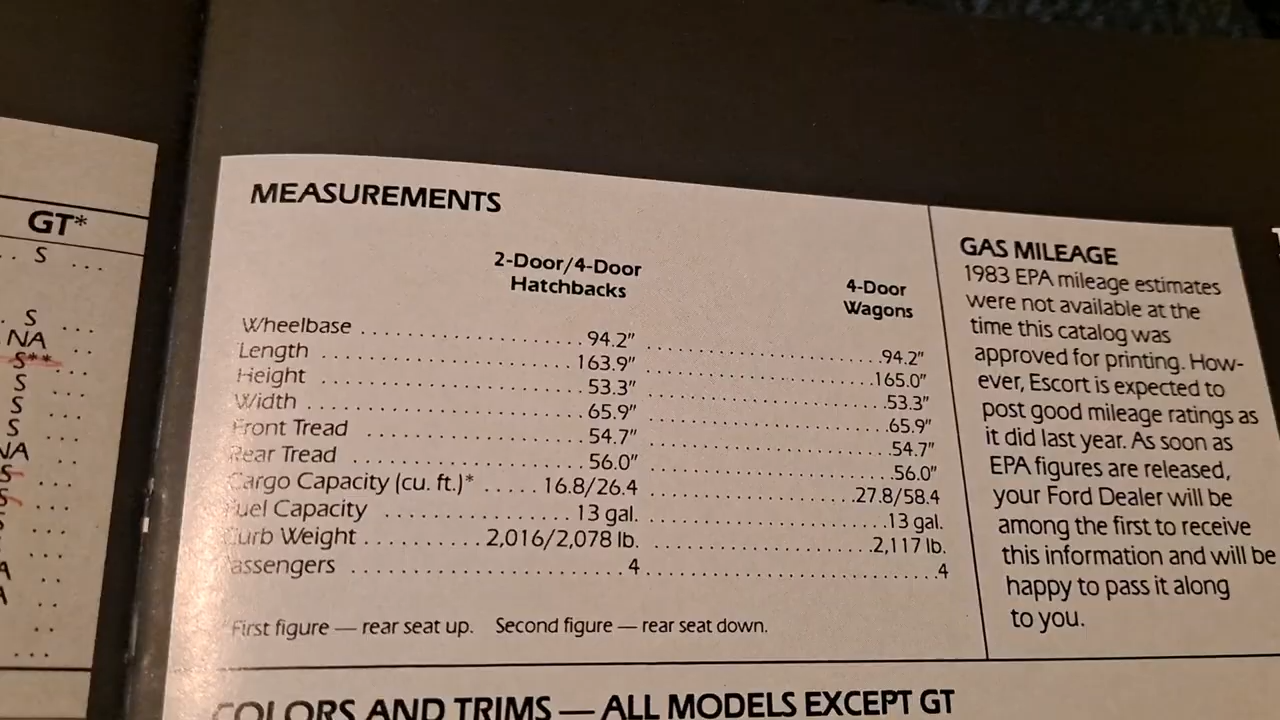 GT*
S ...
S ...
NA ..
S** ...
S ...
S ...
S ...
NA ..
S
S
MEASUREMENTS
2-Door/4-Door Hatchbacks
4-Door Wagons
Wheelbase 94.2" 94.2"
Length 163.9" 165.0"
Height 53.3" 53.3"
Width 65.9" 65.9"
Front Tread 54.7" 54.7"
Rear Tread 56.0" 56.0"
Cargo Capacity (cu. ft.)* 16.8/26.4 27.8/58.4
Fuel Capacity 13 gal. 13 gal.
Curb Weight 2,016/2,078 lb. 2,117 lb.
Passengers 4 4
*First figure — rear seat up. Second figure — rear seat down.
GAS MILEAGE
1983 EPA mileage estimates
were not available at the
time this catalog was
approved for printing. How-
ever, Escort is expected to
post good mileage ratings as
it did last year. As soon as
EPA figures are released,
your Ford Dealer will be
among the first to receive
this information and will be
happy to pass it along
to you.
COLORS AND TRIMS — ALL MODELS EXCEPT GT